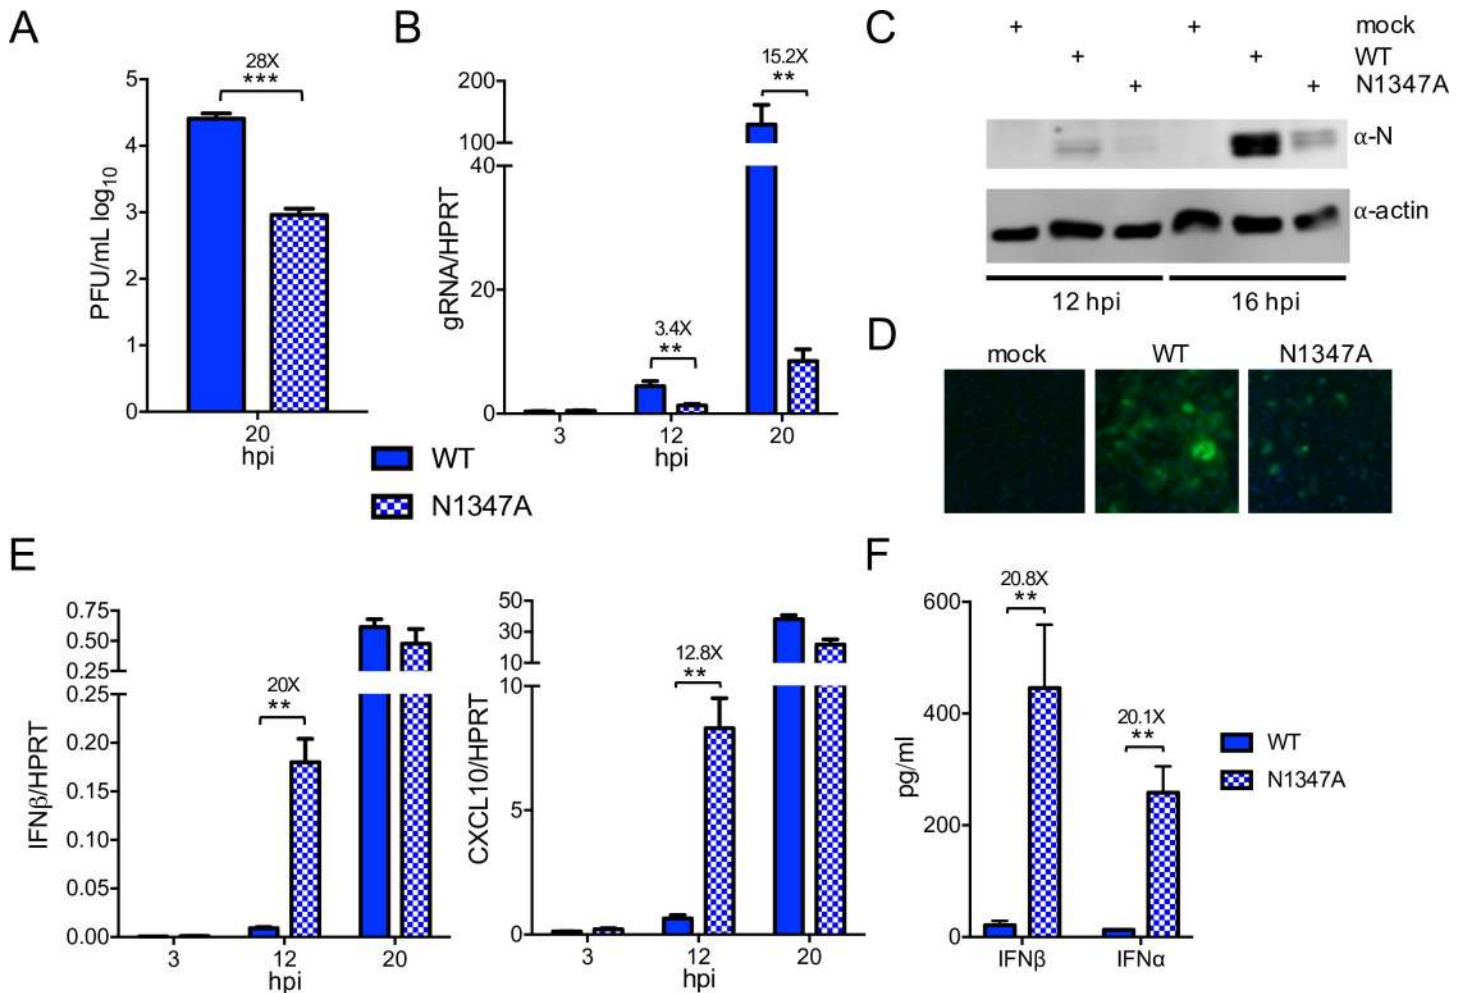 A
28X
***
5
4
3
2
1
0
PFU/mL log10
20
hpi
B
15.2X
**
200
100
40
20
0
gRNA/HPRT
3.4X
**
3
12
20
hpi
WT
N1347A
C
+ + mock
+ + WT
+ + N1347A
α-N
α-actin
12 hpi
16 hpi
D
mock
WT
N1347A
E
0.75
0.50
0.25
0.25
0.20
0.15
0.10
0.05
0.00
IFNβ/HPRT
20X
**
3
12
20
hpi
50
30
10
10
5
0
CXCL10/HPRT
12.8X
**
3
12
20
hpi
F
600
400
200
0
pg/ml
20.8X
**
20.1X
**
IFNβ
IFNα
WT
N1347A